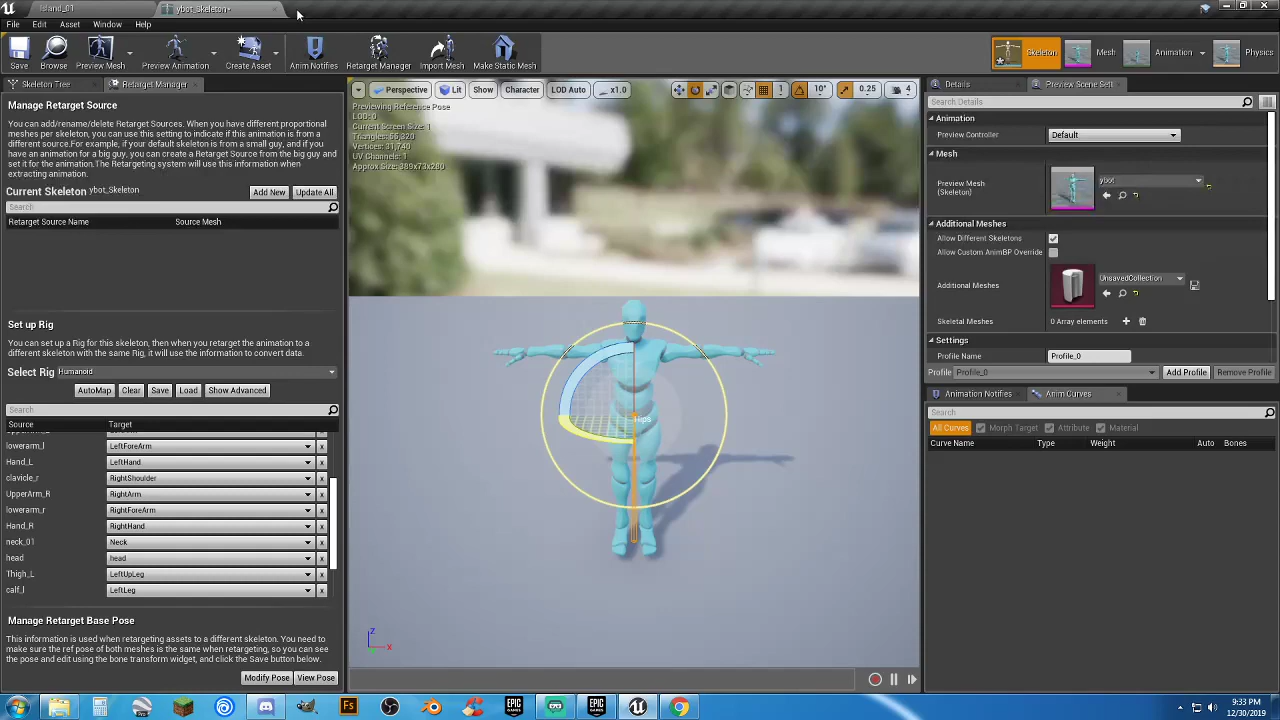 Island_01
ybot_Skeleton*
File Edit Asset Window Help
Save Browse Preview Mesh Preview Animation Create Asset Anim Notifies Retarget Manager Import Mesh Make Static Mesh
Skeleton Mesh Animation Physics
Skeleton Tree Retarget Manager
Manage Retarget Source
You can add/rename/delete Retarget Sources. When you have different proportional
meshes per skeleton, you can use this setting to indicate if this animation is from a
different source.For example, if your default skeleton is from a small guy, and if you
have an animation for a big guy, you can create a Retarget Source from the big guy and
set it for the animation. The Retargeting system will use this information when
extracting animation.
Current Skeleton ybot_Skeleton
Add New Update All
Search
Retarget Source Name Source Mesh
Set up Rig
You can set up a Rig for this skeleton, then when you retarget the animation to a
different skeleton with the same Rig, it will use the information to convert data.
Select Rig Humanoid
AutoMap Clear Save Load Show Advanced
Search
Source Target
lowerarm_l LeftForeArm x
Hand_L LeftHand x
clavicle_r RightShoulder x
UpperArm_R RightArm x
lowerarm_r RightForeArm x
Hand_R RightHand x
neck_01 Neck x
head head x
Thigh_L LeftUpLeg x
calf_l LeftLeg x
Manage Retarget Base Pose
This information is used when retargeting assets to a different skeleton. You need to
make sure the ref pose of both meshes is the same when retargeting, so you can see
the pose and edit using the bone transform widget, and click the Save button below.
Modify Pose View Pose
Perspective Lit Show Character LOD Auto x1.0 1 10° 0.25 4
Previewing Reference Pose
LOD: 0
Current Screen Size: 1
Triangles: 55,320
Vertices: 31,740
UV Channels: 1
Approx Size: 389x73x280
Hips
Z
X
Details Preview Scene Sett
Search Details
Animation
Preview Controller Default
Mesh
Preview Mesh
(Skeleton)
ybot
Additional Meshes
Allow Different Skeletons
Allow Custom AnimBP Override
Additional Meshes UnsavedCollection
Skeletal Meshes 0 Array elements
Settings
Profile Name Profile_0
Profile Profile_0 Add Profile Remove Profile
Animation Notifies Anim Curves
Search
All Curves Morph Target Attribute Material
Curve Name Type Weight Auto Bones
Pro
Fs
EPIC
GAMES
EPIC
GAMES
9:33 PM
12/30/2019